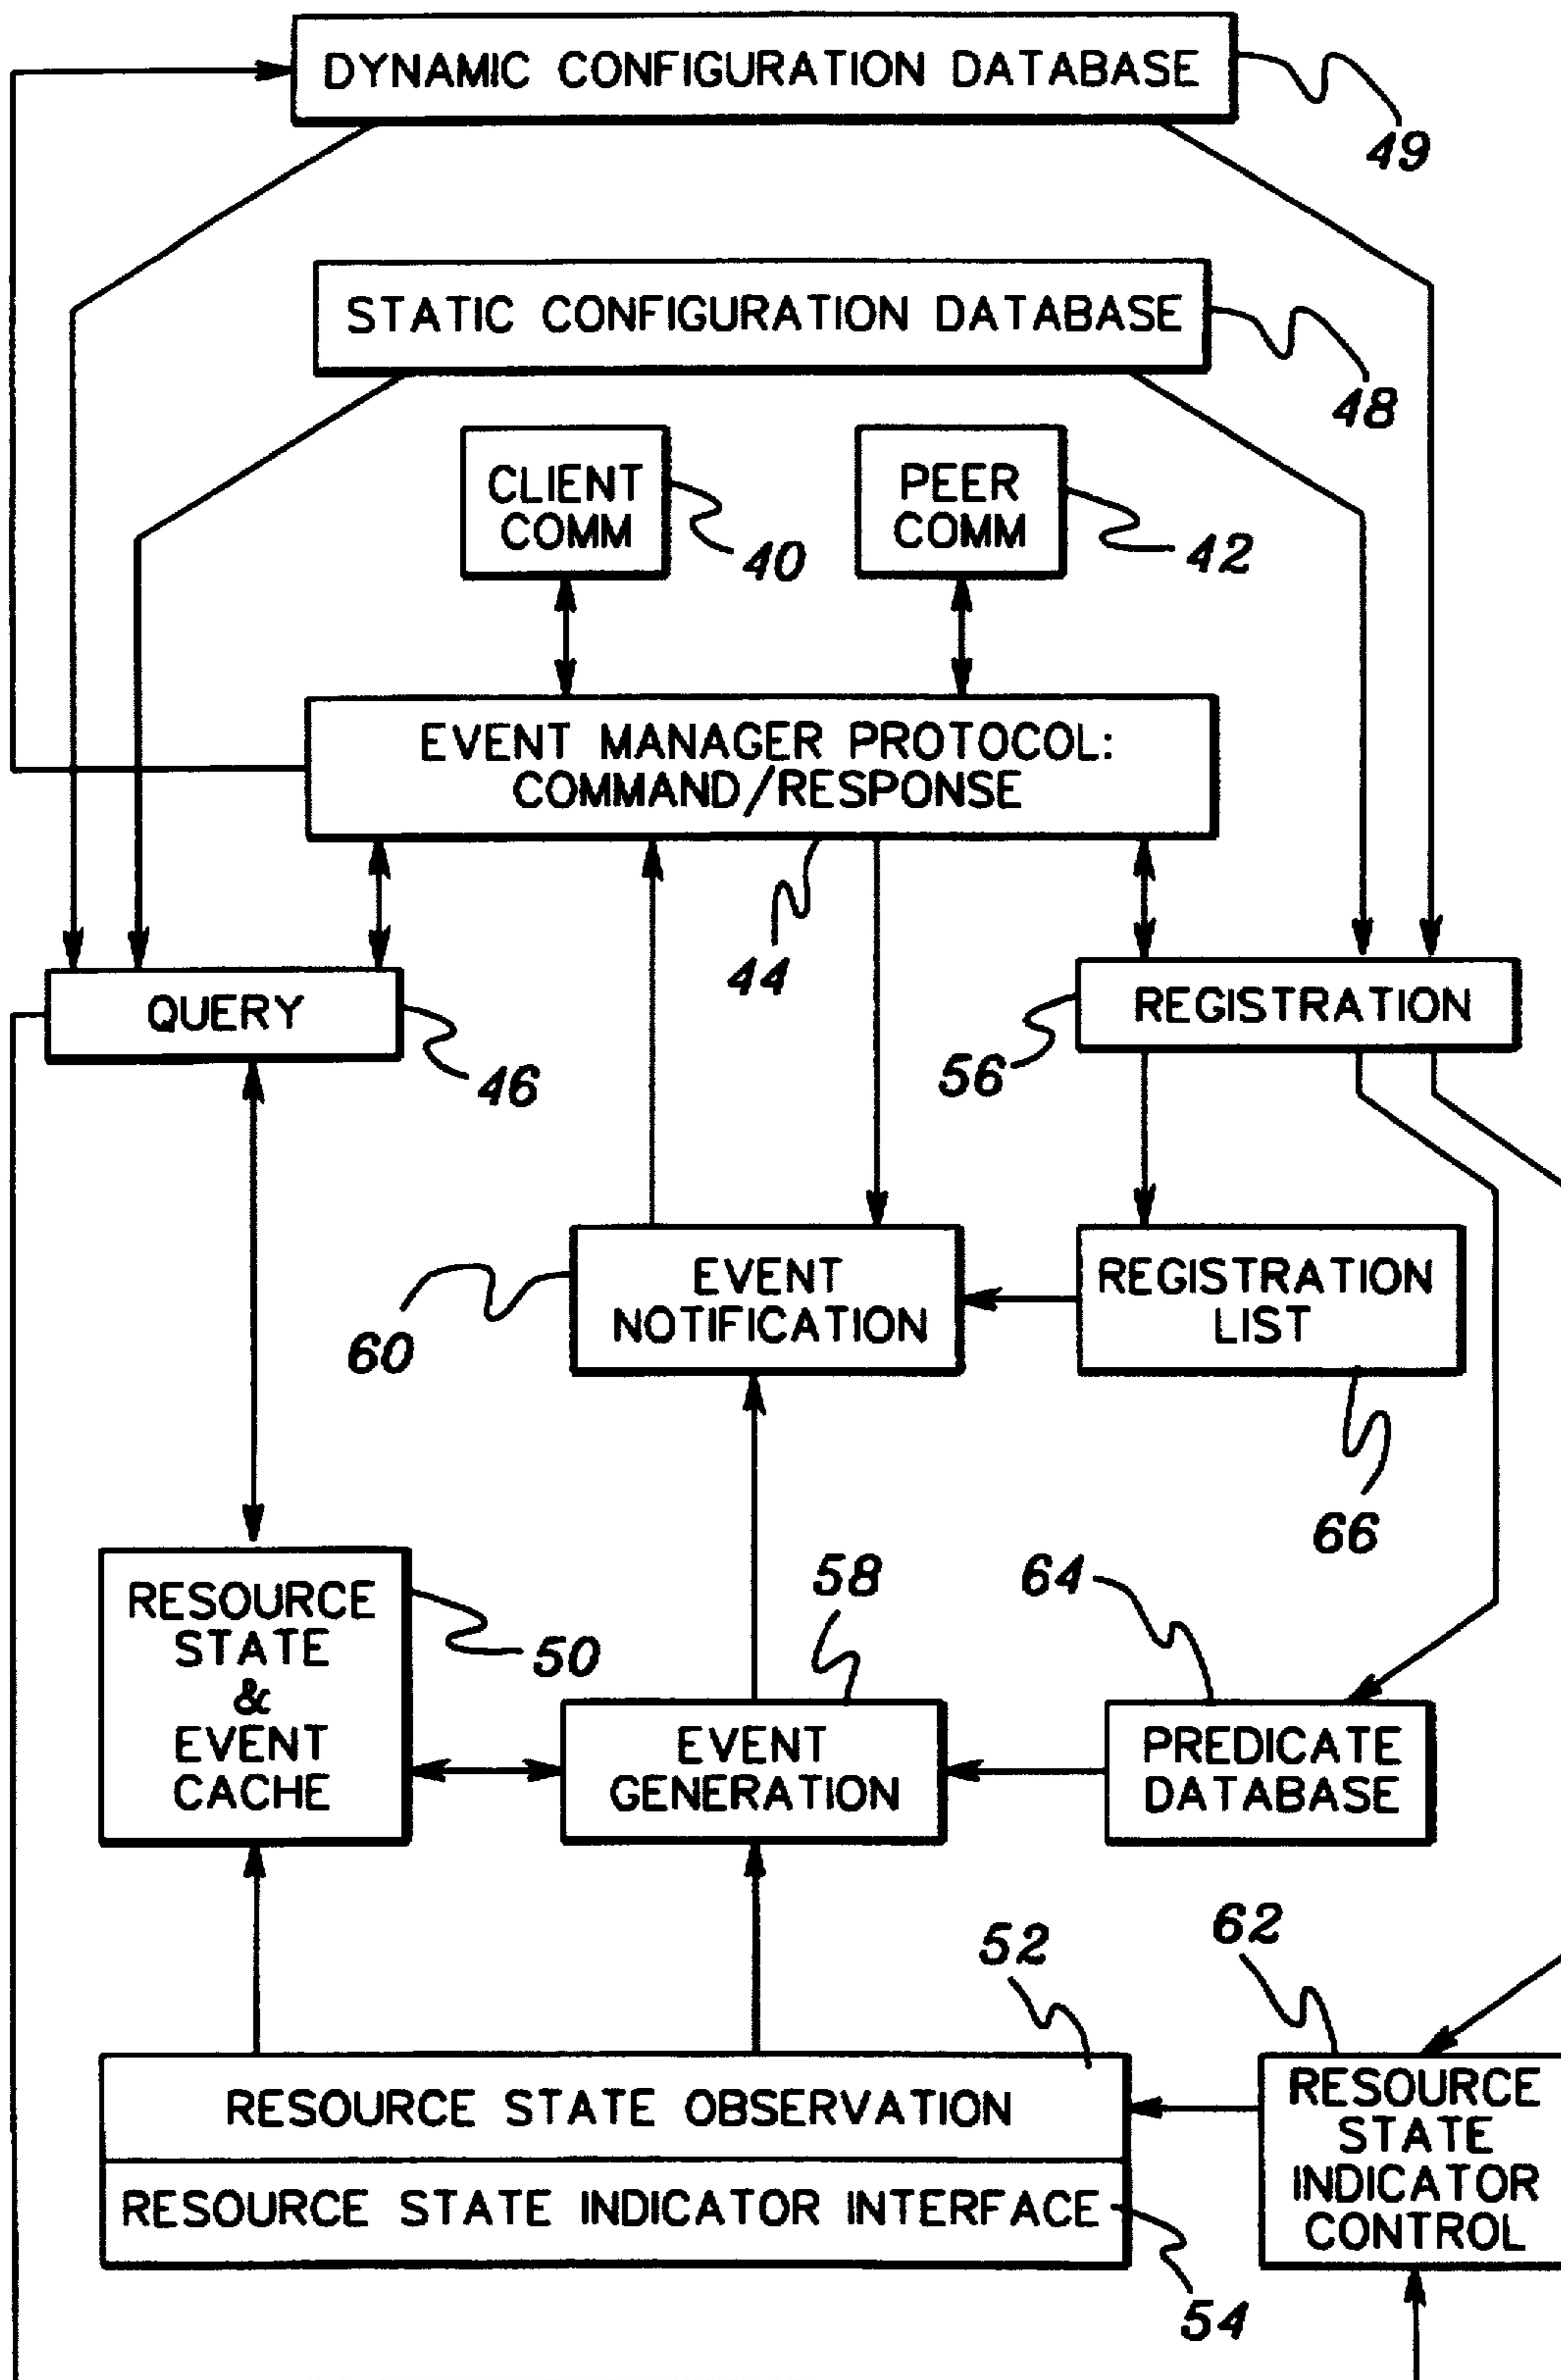 DYNAMIC CONFIGURATION DATABASE
49
STATIC CONFIGURATION DATABASE
48
CLIENT
COMM
40
PEER
COMM
42
EVENT MANAGER PROTOCOL:
COMMAND/RESPONSE
44
QUERY
46
REGISTRATION
56
EVENT
NOTIFICATION
60
REGISTRATION
LIST
66
RESOURCE
STATE
&
EVENT
CACHE
50
58
EVENT
GENERATION
64
PREDICATE
DATABASE
52
62
RESOURCE STATE OBSERVATION
RESOURCE STATE INDICATOR INTERFACE
54
RESOURCE
STATE
INDICATOR
CONTROL